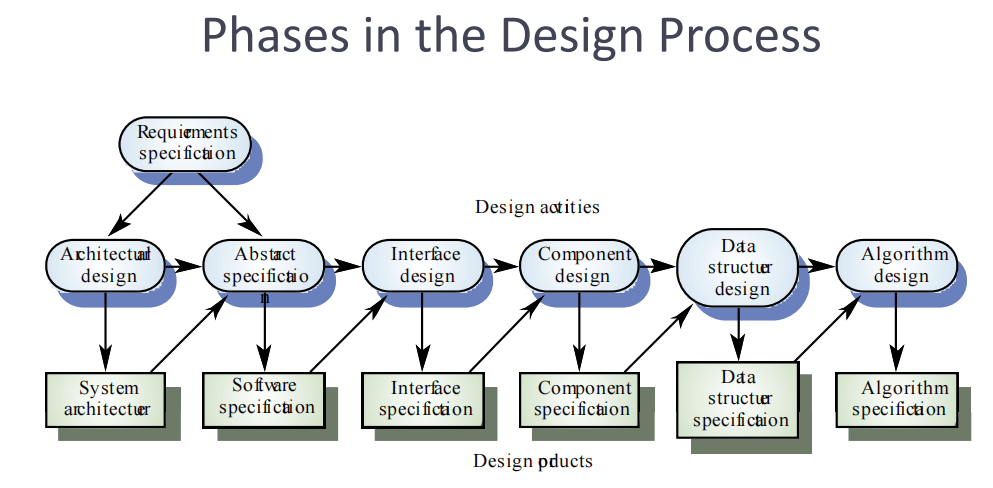 Phases in the Design Process
Requirements
specification
Design activities
Architectural
design
Abstract
specificatio
n
Interface
design
Component
design
Data
structure
design
Algorithm
design
System
architecture
Software
specification
Interface
specification
Component
specification
Data
structure
specification
Algorithm
specification
Design products